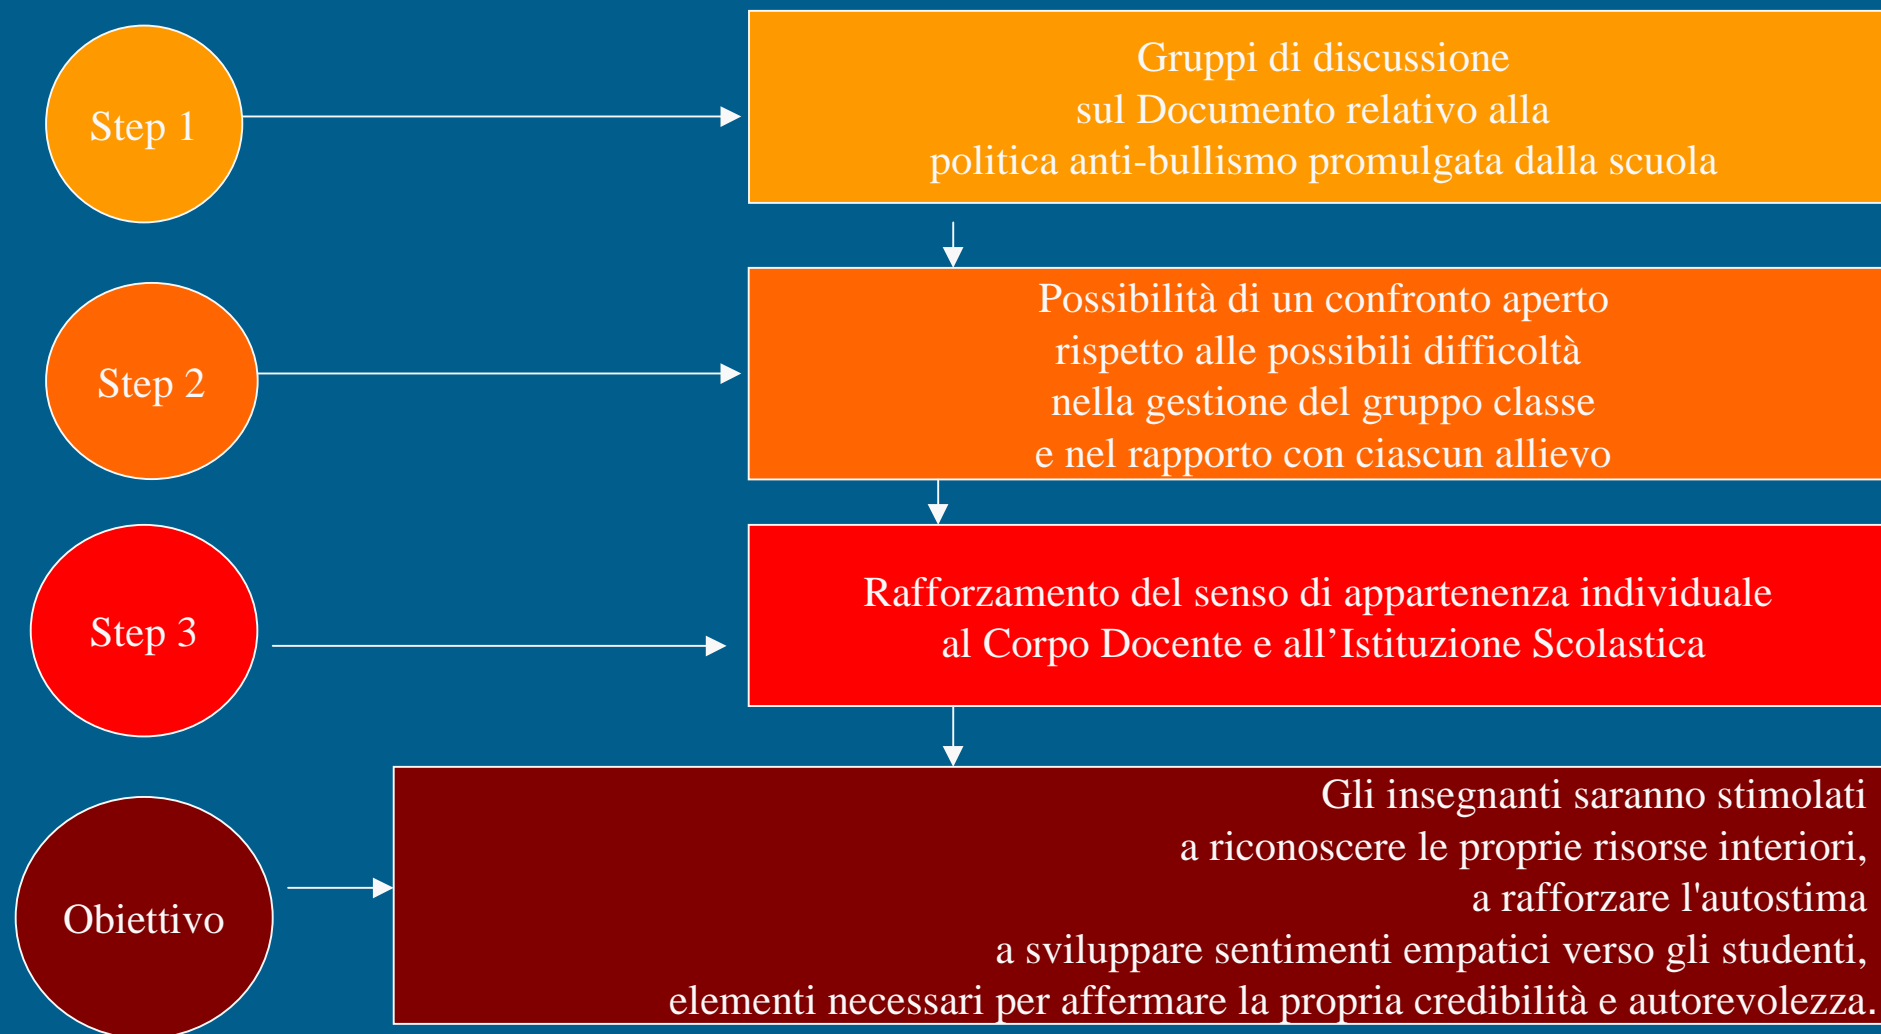 Step 1
Gruppi di discussione
sul Documento relativo alla
politica anti-bullismo promulgata dalla scuola
Step 2
Possibilità di un confronto aperto
rispetto alle possibili difficoltà
nella gestione del gruppo classe
e nel rapporto con ciascun allievo
Step 3
Rafforzamento del senso di appartenenza individuale
al Corpo Docente e all’Istituzione Scolastica
Obiettivo
Gli insegnanti saranno stimolati
a riconoscere le proprie risorse interiori,
a rafforzare l'autostima
a sviluppare sentimenti empatici verso gli studenti,
elementi necessari per affermare la propria credibilità e autorevolezza.